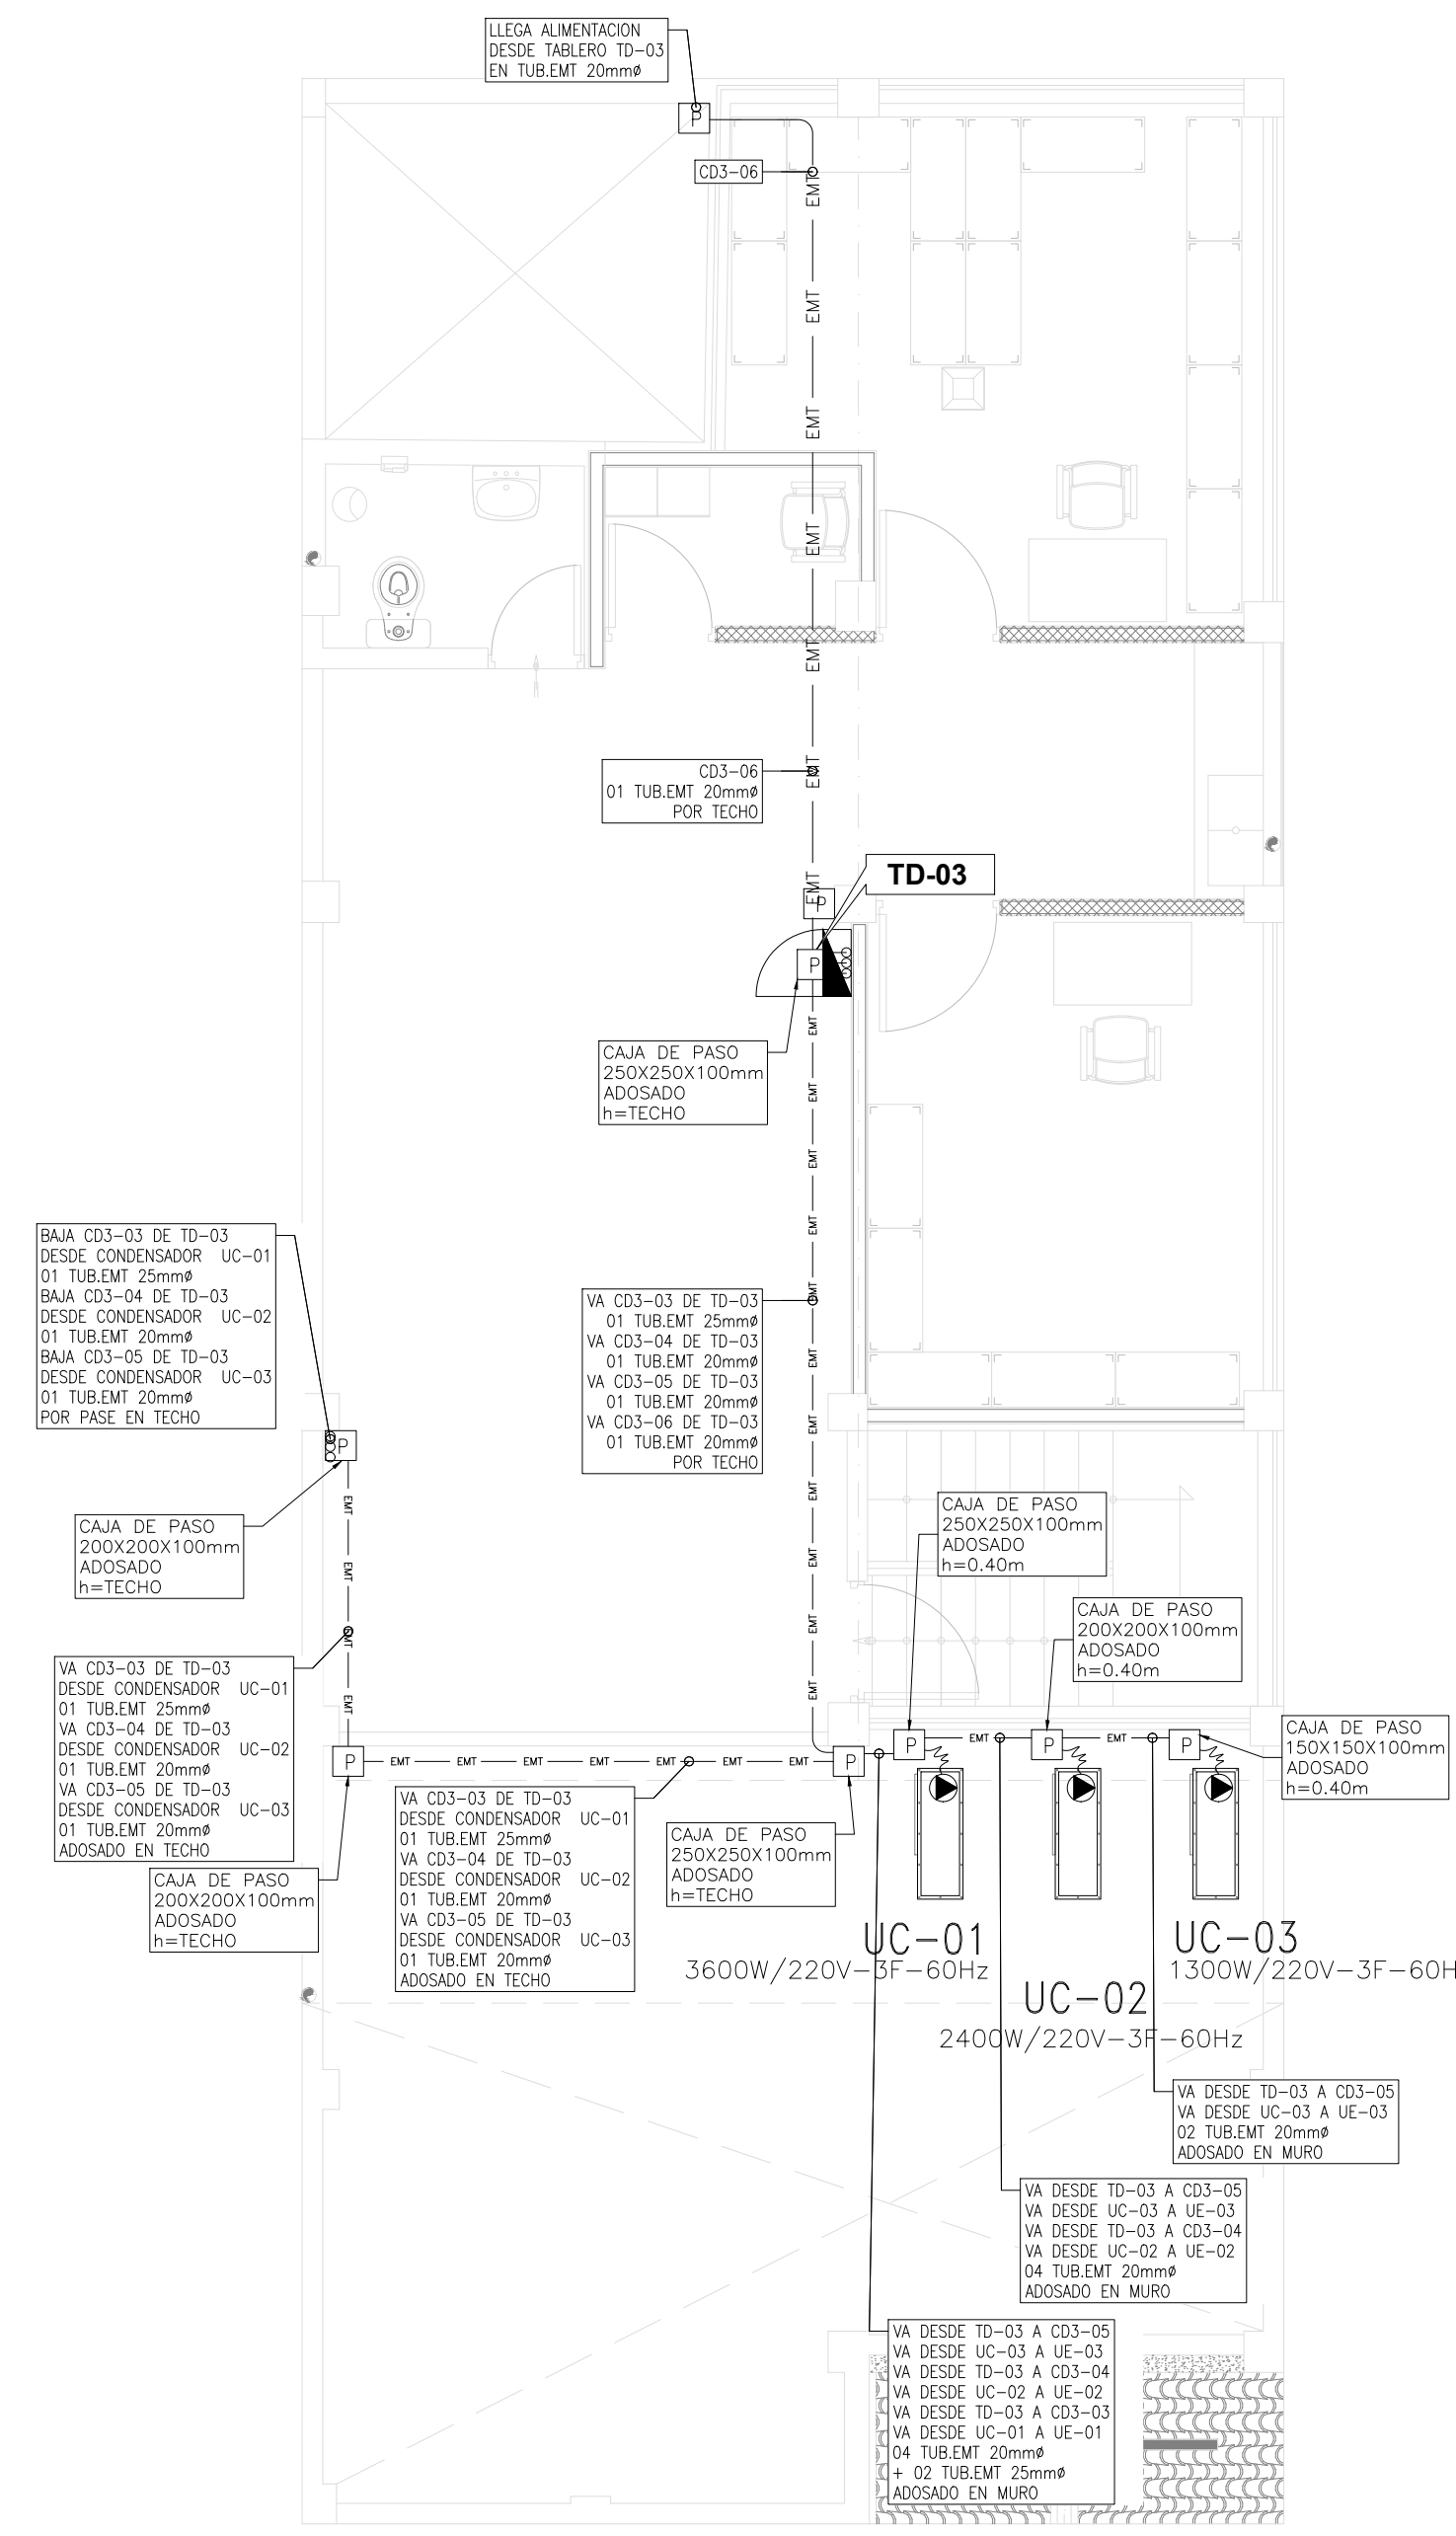 LLEGA ALIMENTACION
DESDE TABLERO TD-03
EN TUB.EMT 20mmø
P
CD3-06
EMT
EMT
EMT
EMT
EMT
CD3-06
01 TUB.EMT 20mmø
POR TECHO
EMT
TD-03
EMT
P
P
CAJA DE PASO
250X250X100mm
ADOSADO
h=TECHO
EMT
EMT
EMT
EMT
BAJA CD3-03 DE TD-03
DESDE CONDENSADOR UC-01
01 TUB.EMT 25mmø
BAJA CD3-04 DE TD-03
DESDE CONDENSADOR UC-02
01 TUB.EMT 20mmø
BAJA CD3-05 DE TD-03
DESDE CONDENSADOR UC-03
01 TUB.EMT 20mmø
POR PASE EN TECHO
VA CD3-03 DE TD-03
01 TUB.EMT 25mmø
VA CD3-04 DE TD-03
01 TUB.EMT 20mmø
VA CD3-05 DE TD-03
01 TUB.EMT 20mmø
VA CD3-06 DE TD-03
01 TUB.EMT 20mmø
POR TECHO
EMT
EMT
EMT
EMT
EMT
EMT
EMT
P
CAJA DE PASO
200X200X100mm
ADOSADO
h=TECHO
EMT
EMT
EMT
EMT
CAJA DE PASO
250X250X100mm
ADOSADO
h=0.40m
CAJA DE PASO
200X200X100mm
ADOSADO
h=0.40m
VA CD3-03 DE TD-03
DESDE CONDENSADOR UC-01
01 TUB.EMT 25mmø
VA CD3-04 DE TD-03
DESDE CONDENSADOR UC-02
01 TUB.EMT 20mmø
VA CD3-05 DE TD-03
DESDE CONDENSADOR UC-03
01 TUB.EMT 20mmø
ADOSADO EN TECHO
P EMT EMT EMT EMT EMT EMT EMT P
P EMT P EMT P
CAJA DE PASO
150X150X100mm
ADOSADO
h=0.40m
CAJA DE PASO
200X200X100mm
ADOSADO
h=TECHO
VA CD3-03 DE TD-03
DESDE CONDENSADOR UC-01
01 TUB.EMT 25mmø
VA CD3-04 DE TD-03
DESDE CONDENSADOR UC-02
01 TUB.EMT 20mmø
VA CD3-05 DE TD-03
DESDE CONDENSADOR UC-03
01 TUB.EMT 20mmø
ADOSADO EN TECHO
CAJA DE PASO
250X250X100mm
ADOSADO
h=TECHO
UC-01
3600W/220V-3F-60Hz
UC-02
2400W/220V-3F-60Hz
UC-03
1300W/220V-3F-60H
VA DESDE TD-03 A CD3-05
VA DESDE UC-03 A UE-03
02 TUB.EMT 20mmø
ADOSADO EN MURO
VA DESDE TD-03 A CD3-05
VA DESDE UC-03 A UE-03
VA DESDE TD-03 A CD3-04
VA DESDE UC-02 A UE-02
04 TUB.EMT 20mmø
ADOSADO EN MURO
VA DESDE TD-03 A CD3-05
VA DESDE UC-03 A UE-03
VA DESDE TD-03 A CD3-04
VA DESDE UC-02 A UE-02
VA DESDE TD-03 A CD3-03
VA DESDE UC-01 A UE-01
04 TUB.EMT 20mmø
+ 02 TUB.EMT 25mmø
ADOSADO EN MURO